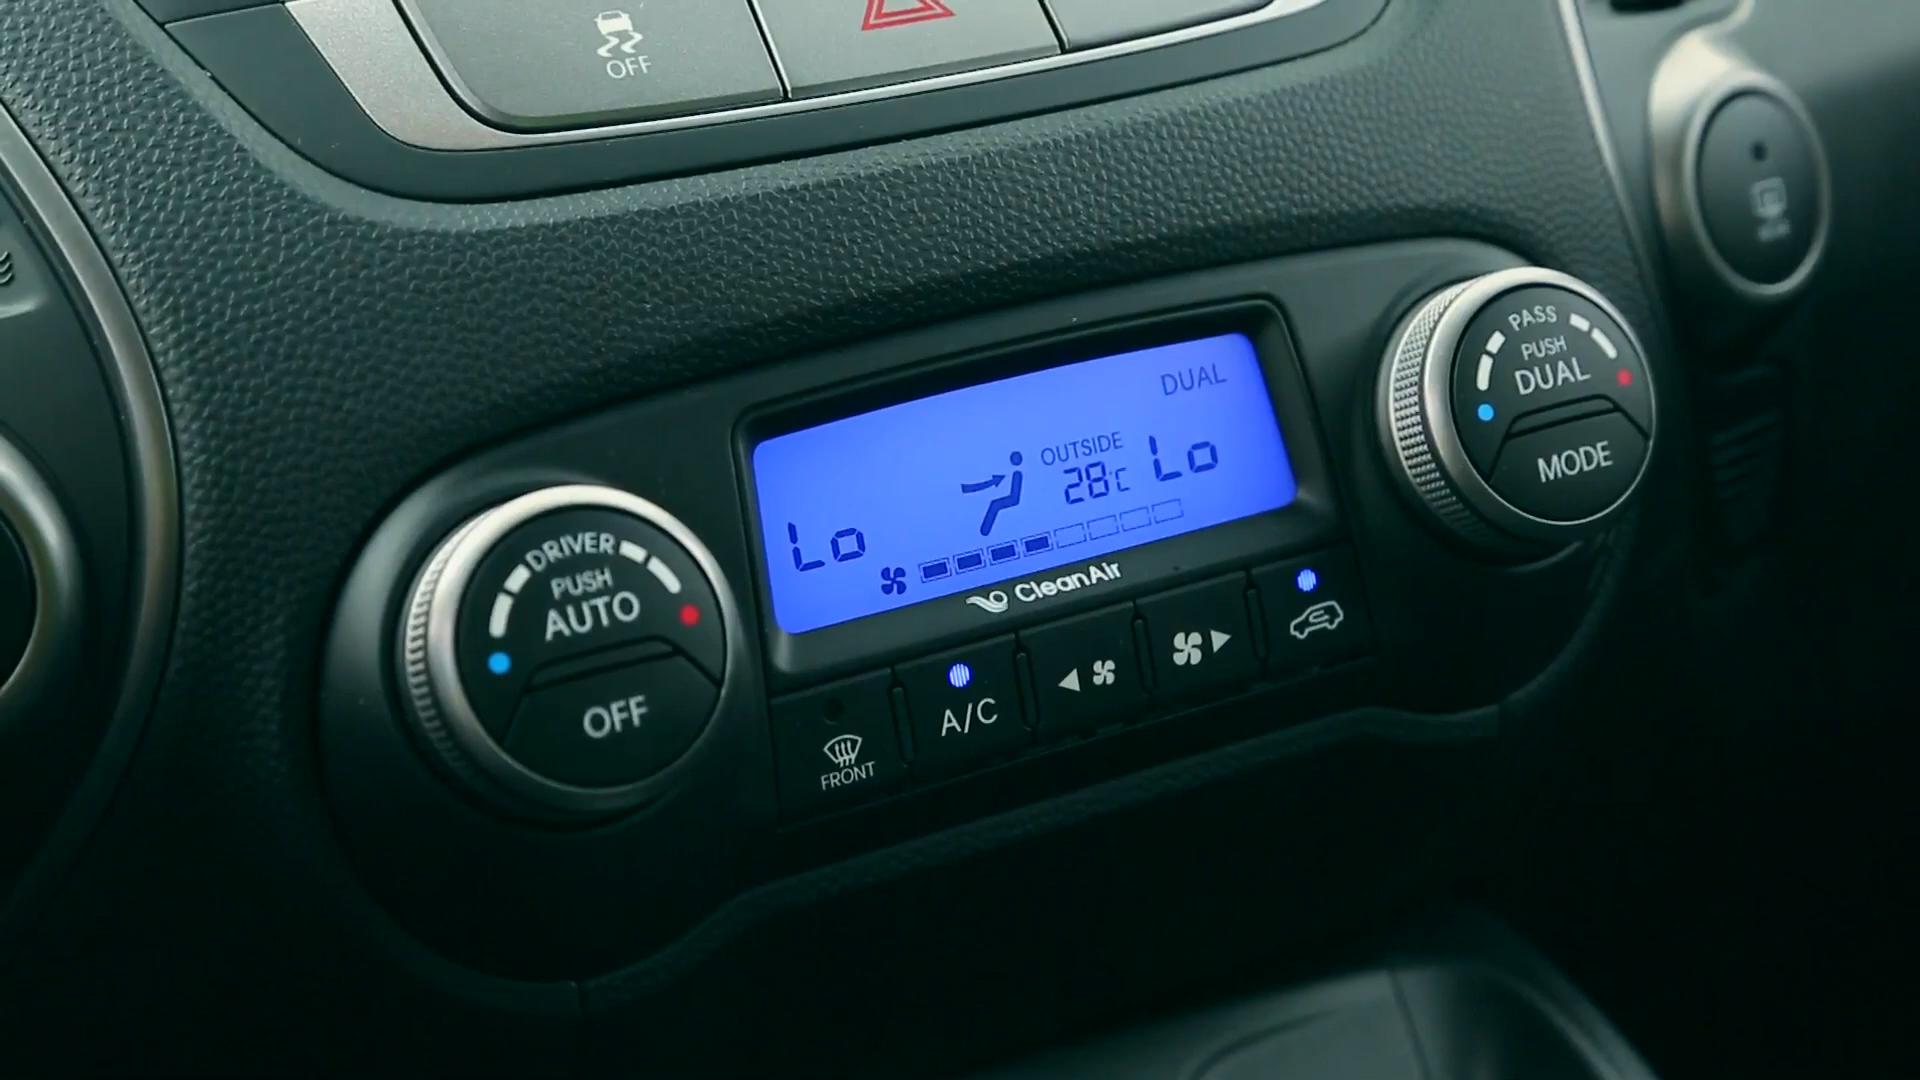 OFF
PASS
PUSH
DUAL
MODE
DUAL
OUTSIDE
28°C
Lo
Lo
CleanAir
DRIVER
PUSH
AUTO
OFF
A/C
FRONT